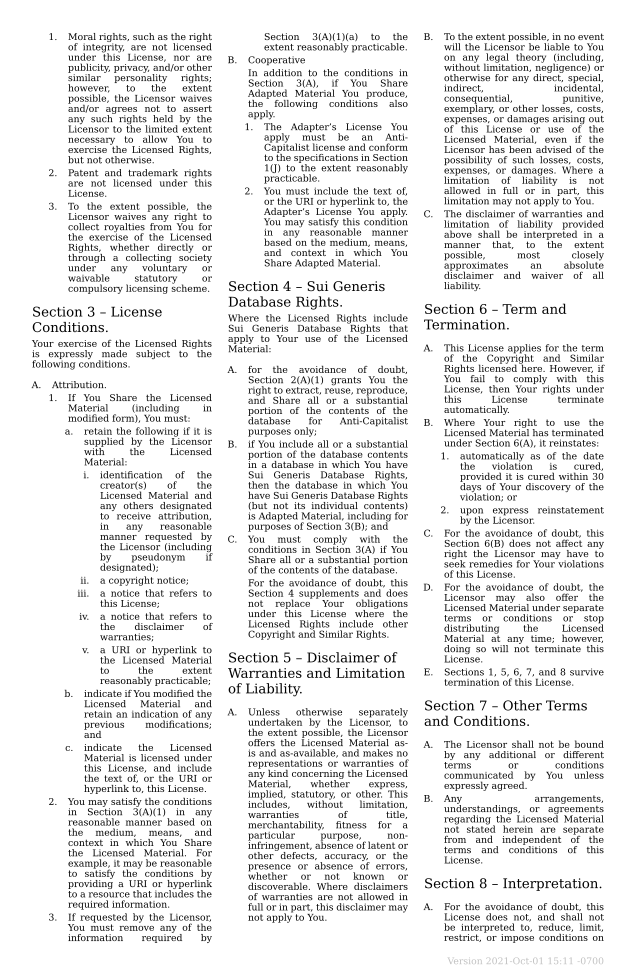 1. Moral rights, such as the right
of integrity, are not licensed
under this License, nor are
publicity, privacy, and/or other
similar personality rights;
however, to the extent
possible, the Licensor waives
and/or agrees not to assert
any such rights held by the
Licensor to the limited extent
necessary to allow You to
exercise the Licensed Rights,
but not otherwise.
2. Patent and trademark rights
are not licensed under this
License.
3. To the extent possible, the
Licensor waives any right to
collect royalties from You for
the exercise of the Licensed
Rights, whether directly or
through a collecting society
under any voluntary or
waivable statutory or
compulsory licensing scheme.
Section 3 – License
Conditions.
Your exercise of the Licensed Rights
is expressly made subject to the
following conditions.
A. Attribution.
1. If You Share the Licensed
Material (including in
modified form), You must:
a. retain the following if it is
supplied by the Licensor
with the Licensed
Material:
i. identification of the
creator(s) of the
Licensed Material and
any others designated
to receive attribution,
in any reasonable
manner requested by
the Licensor (including
by pseudonym if
designated);
ii. a copyright notice;
iii. a notice that refers to
this License;
iv. a notice that refers to
the disclaimer of
warranties;
v. a URI or hyperlink to
the Licensed Material
to the extent
reasonably practicable;
b. indicate if You modified the
Licensed Material and
retain an indication of any
previous modifications;
and
c. indicate the Licensed
Material is licensed under
this License, and include
the text of, or the URI or
hyperlink to, this License.
2. You may satisfy the conditions
in Section 3(A)(1) in any
reasonable manner based on
the medium, means, and
context in which You Share
the Licensed Material. For
example, it may be reasonable
to satisfy the conditions by
providing a URI or hyperlink
to a resource that includes the
required information.
3. If requested by the Licensor,
You must remove any of the
information required by
Section 3(A)(1)(a) to the
extent reasonably practicable.
B. Cooperative
In addition to the conditions in
Section 3(A), if You Share
Adapted Material You produce,
the following conditions also
apply.
1. The Adapter’s License You
apply must be an Anti-
Capitalist license and conform
to the specifications in Section
1(J) to the extent reasonably
practicable.
2. You must include the text of,
or the URI or hyperlink to, the
Adapter’s License You apply.
You may satisfy this condition
in any reasonable manner
based on the medium, means,
and context in which You
Share Adapted Material.
Section 4 – Sui Generis
Database Rights.
Where the Licensed Rights include
Sui Generis Database Rights that
apply to Your use of the Licensed
Material:
A. for the avoidance of doubt,
Section 2(A)(1) grants You the
right to extract, reuse, reproduce,
and Share all or a substantial
portion of the contents of the
database for Anti-Capitalist
purposes only;
B. if You include all or a substantial
portion of the database contents
in a database in which You have
Sui Generis Database Rights,
then the database in which You
have Sui Generis Database Rights
(but not its individual contents)
is Adapted Material, including for
purposes of Section 3(B); and
C. You must comply with the
conditions in Section 3(A) if You
Share all or a substantial portion
of the contents of the database.
For the avoidance of doubt, this
Section 4 supplements and does
not replace Your obligations
under this License where the
Licensed Rights include other
Copyright and Similar Rights.
Section 5 – Disclaimer of
Warranties and Limitation
of Liability.
A. Unless otherwise separately
undertaken by the Licensor, to
the extent possible, the Licensor
offers the Licensed Material as-
is and as-available, and makes no
representations or warranties of
any kind concerning the Licensed
Material, whether express,
implied, statutory, or other. This
includes, without limitation,
warranties of title,
merchantability, fitness for a
particular purpose, non-
infringement, absence of latent or
other defects, accuracy, or the
presence or absence of errors,
whether or not known or
discoverable. Where disclaimers
of warranties are not allowed in
full or in part, this disclaimer may
not apply to You.
B. To the extent possible, in no event
will the Licensor be liable to You
on any legal theory (including,
without limitation, negligence) or
otherwise for any direct, special,
indirect, incidental,
consequential, punitive,
exemplary, or other losses, costs,
expenses, or damages arising out
of this License or use of the
Licensed Material, even if the
Licensor has been advised of the
possibility of such losses, costs,
expenses, or damages. Where a
limitation of liability is not
allowed in full or in part, this
limitation may not apply to You.
C. The disclaimer of warranties and
limitation of liability provided
above shall be interpreted in a
manner that, to the extent
possible, most closely
approximates an absolute
disclaimer and waiver of all
liability.
Section 6 – Term and
Termination.
A. This License applies for the term
of the Copyright and Similar
Rights licensed here. However, if
You fail to comply with this
License, then Your rights under
this License terminate
automatically.
B. Where Your right to use the
Licensed Material has terminated
under Section 6(A), it reinstates:
1. automatically as of the date
the violation is cured,
provided it is cured within 30
days of Your discovery of the
violation; or
2. upon express reinstatement
by the Licensor.
C. For the avoidance of doubt, this
Section 6(B) does not affect any
right the Licensor may have to
seek remedies for Your violations
of this License.
D. For the avoidance of doubt, the
Licensor may also offer the
Licensed Material under separate
terms or conditions or stop
distributing the Licensed
Material at any time; however,
doing so will not terminate this
License.
E. Sections 1, 5, 6, 7, and 8 survive
termination of this License.
Section 7 – Other Terms
and Conditions.
A. The Licensor shall not be bound
by any additional or different
terms or conditions
communicated by You unless
expressly agreed.
B. Any arrangements,
understandings, or agreements
regarding the Licensed Material
not stated herein are separate
from and independent of the
terms and conditions of this
License.
Section 8 – Interpretation.
A. For the avoidance of doubt, this
License does not, and shall not
be interpreted to, reduce, limit,
restrict, or impose conditions on
Version 2021-Oct-01 15:11 -0700